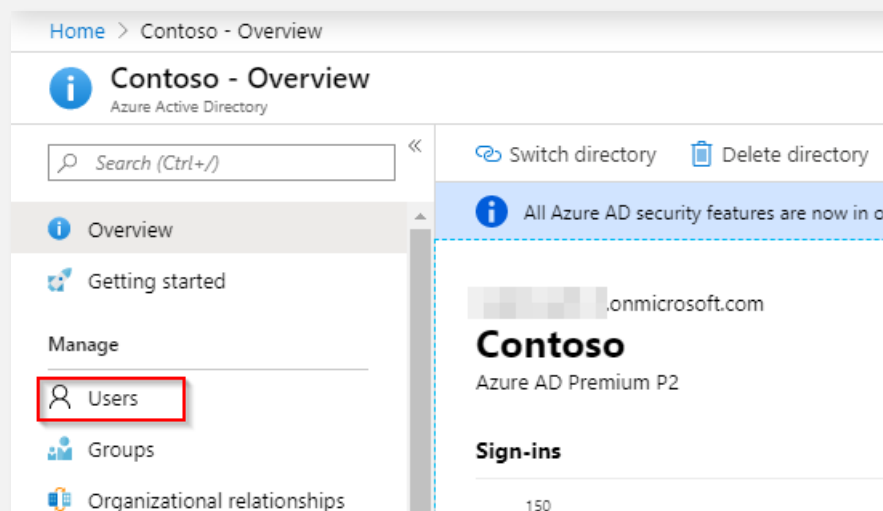 Home > Contoso - Overview
Contoso - Overview
Azure Active Directory
Search (Ctrl+/)
Overview
Getting started
Manage
Users
Groups
Organizational relationships
Switch directory
Delete directory
All Azure AD security features are now in
.onmicrosoft.com
Contoso
Azure AD Premium P2
Sign-ins
150